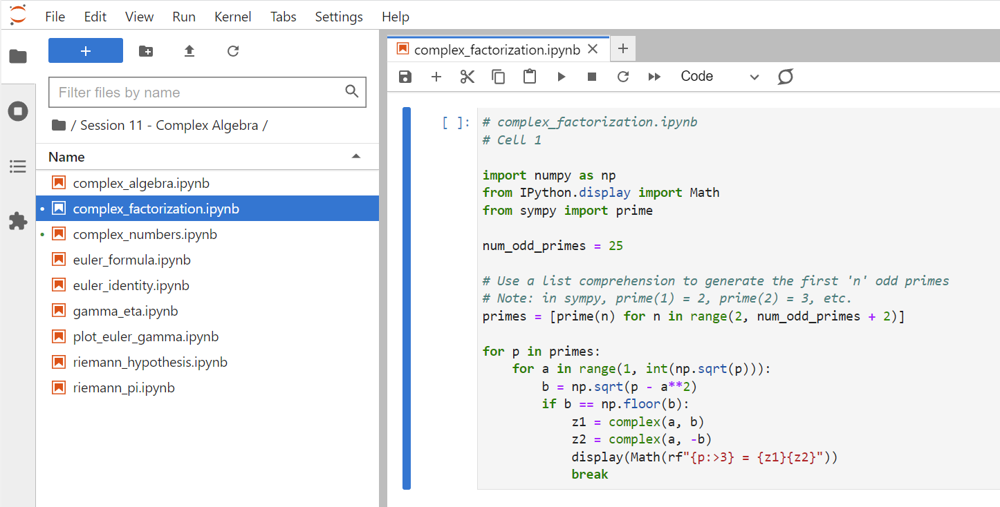 File Edit View Run Kernel Tabs Settings Help
Filter files by name
/ Session 11 - Complex Algebra /
Name
complex_algebra.ipynb
complex_factorization.ipynb
complex_numbers.ipynb
euler_formula.ipynb
euler_identity.ipynb
gamma_eta.ipynb
plot_euler_gamma.ipynb
riemann_hypothesis.ipynb
riemann_pi.ipynb
complex_factorization.ipynb
Code
[ ]:
# complex_factorization.ipynb
# Cell 1

import numpy as np
from IPython.display import Math
from sympy import prime

num_odd_primes = 25

# Use a list comprehension to generate the first 'n' odd primes
# Note: in sympy, prime(1) = 2, prime(2) = 3, etc.
primes = [prime(n) for n in range(2, num_odd_primes + 2)]

for p in primes:
    for a in range(1, int(np.sqrt(p))):
        b = np.sqrt(p - a**2)
        if b == np.floor(b):
            z1 = complex(a, b)
            z2 = complex(a, -b)
            display(Math(rf"{p:>3} = {z1}{z2}"))
            break